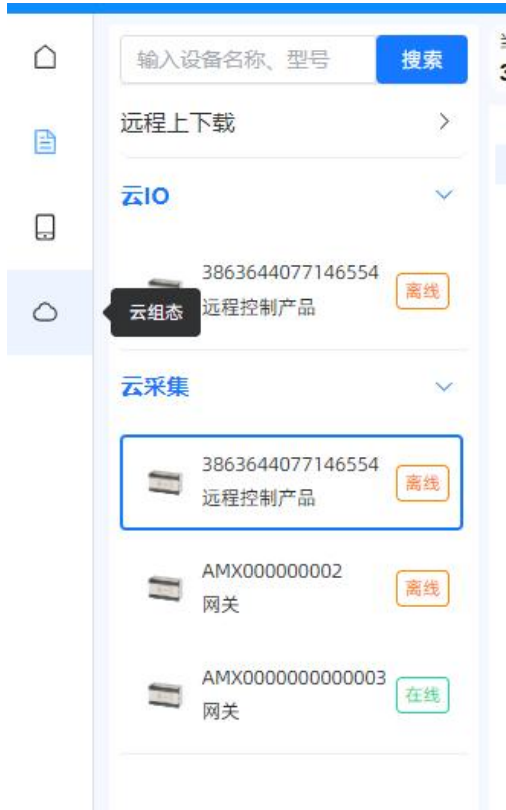 输入设备名称、型号
搜索
远程上下载
云IO
3863644077146554
远程控制产品
离线
云组态
云采集
3863644077146554
远程控制产品
离线
AMX000000002
网关
离线
AMX0000000000003
网关
在线